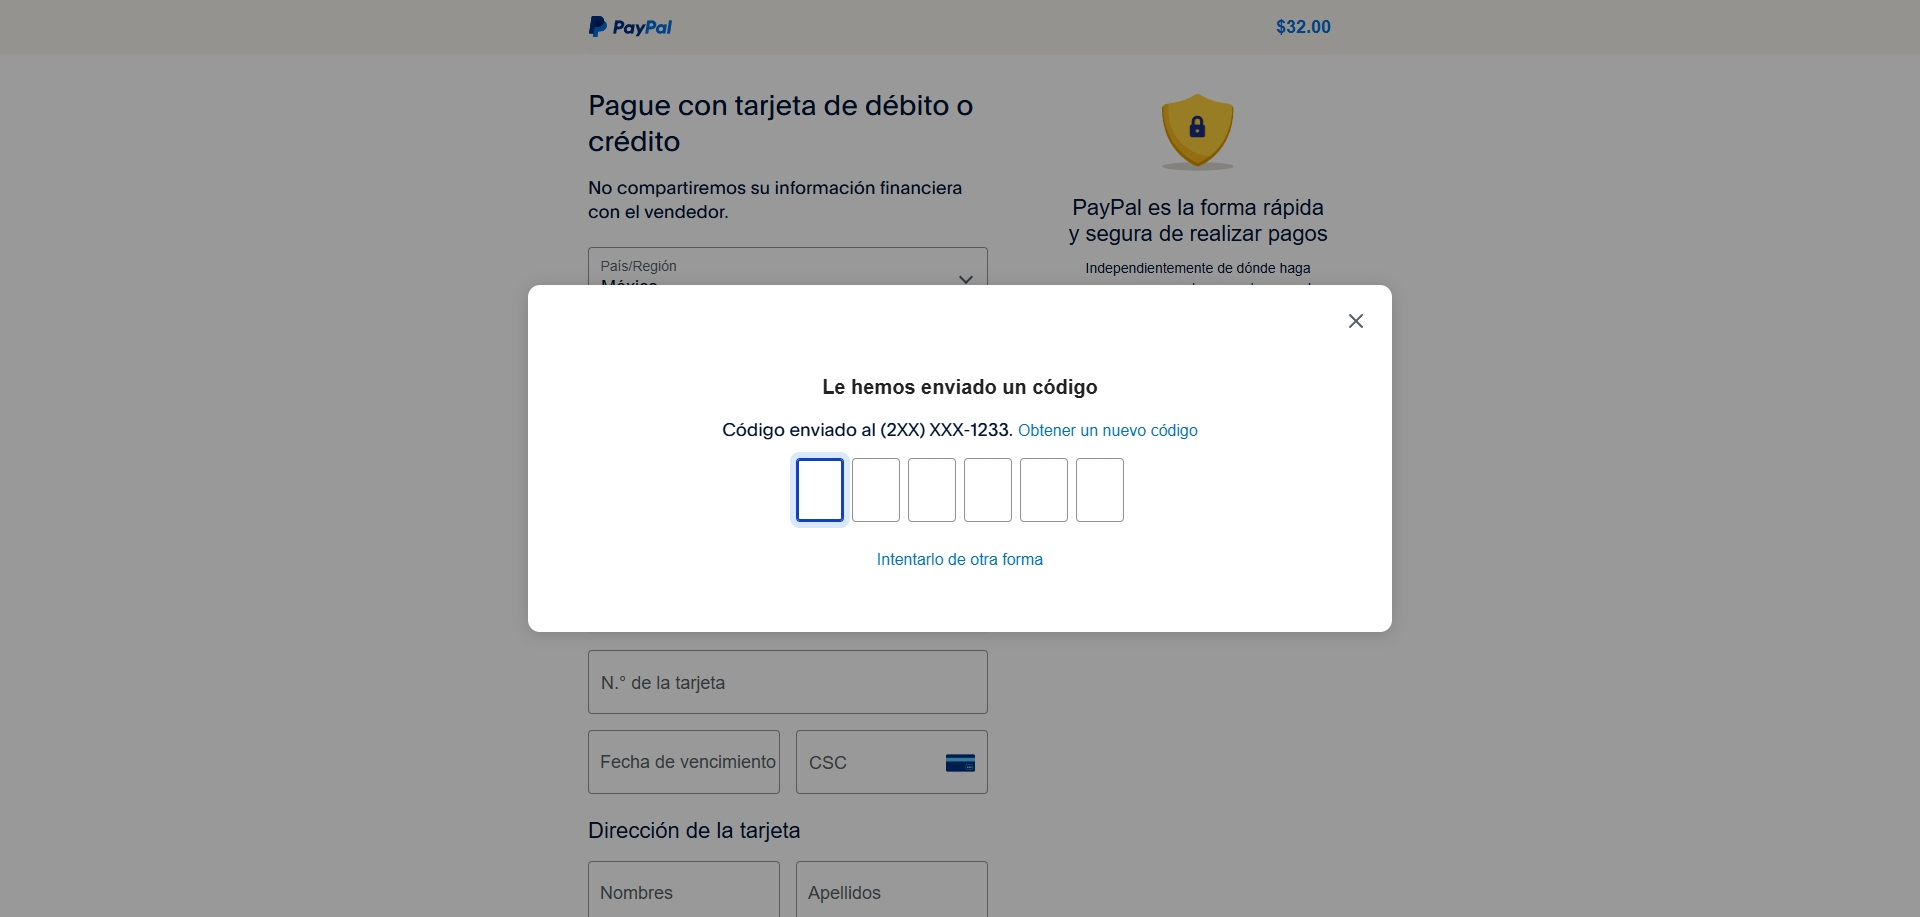 PayPal
$32.00
Pague con tarjeta de débito o
crédito
No compartiremos su información financiera
con el vendedor.
País/Región
México
PayPal es la forma rápida
y segura de realizar pagos
Independientemente de dónde haga
Le hemos enviado un código
Código enviado al (2XX) XXX-1233. Obtener un nuevo código
Intentarlo de otra forma
N.° de la tarjeta
Fecha de vencimiento
CSC
Dirección de la tarjeta
Nombres
Apellidos